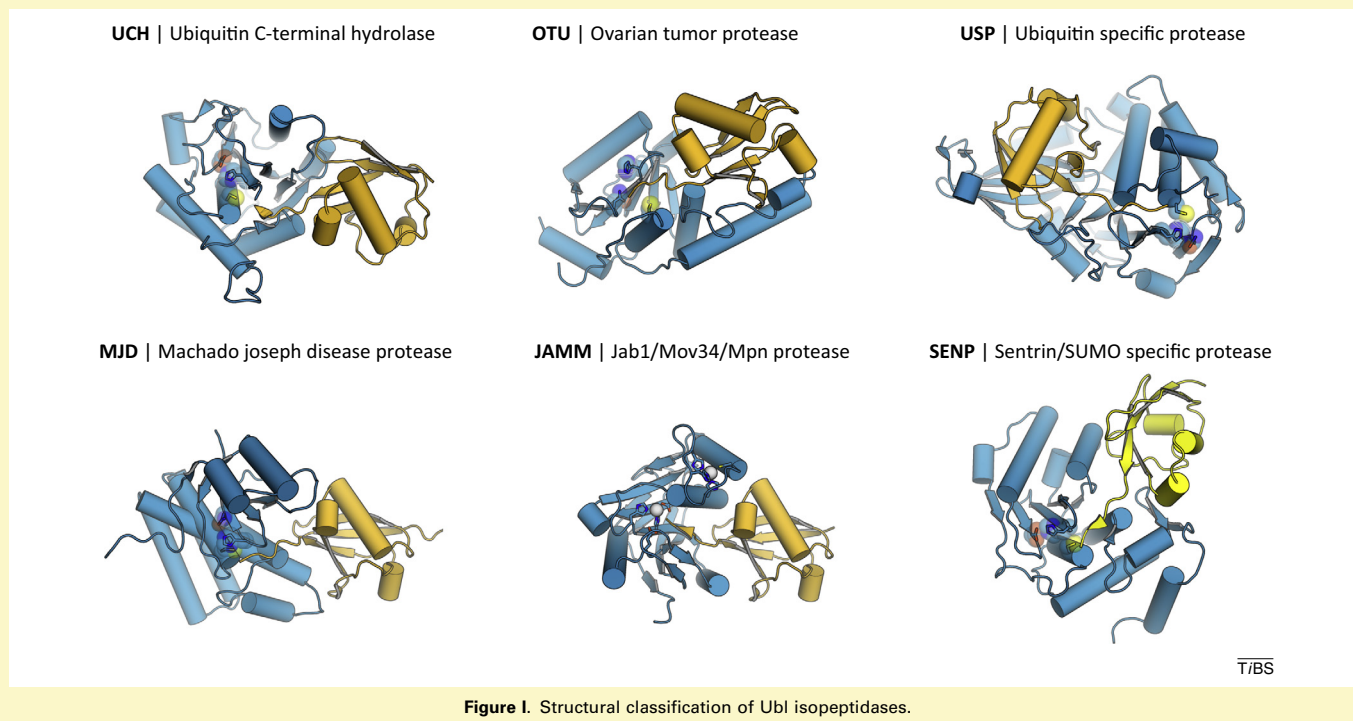 UCH | Ubiquitin C-terminal hydrolase
OTU | Ovarian tumor protease
USP | Ubiquitin specific protease
MJD | Machado joseph disease protease
JAMM | Jab1/Mov34/Mpn protease
SENP | Sentrin/SUMO specific protease
TiBS
Figure I. Structural classification of Ubl isopeptidases.